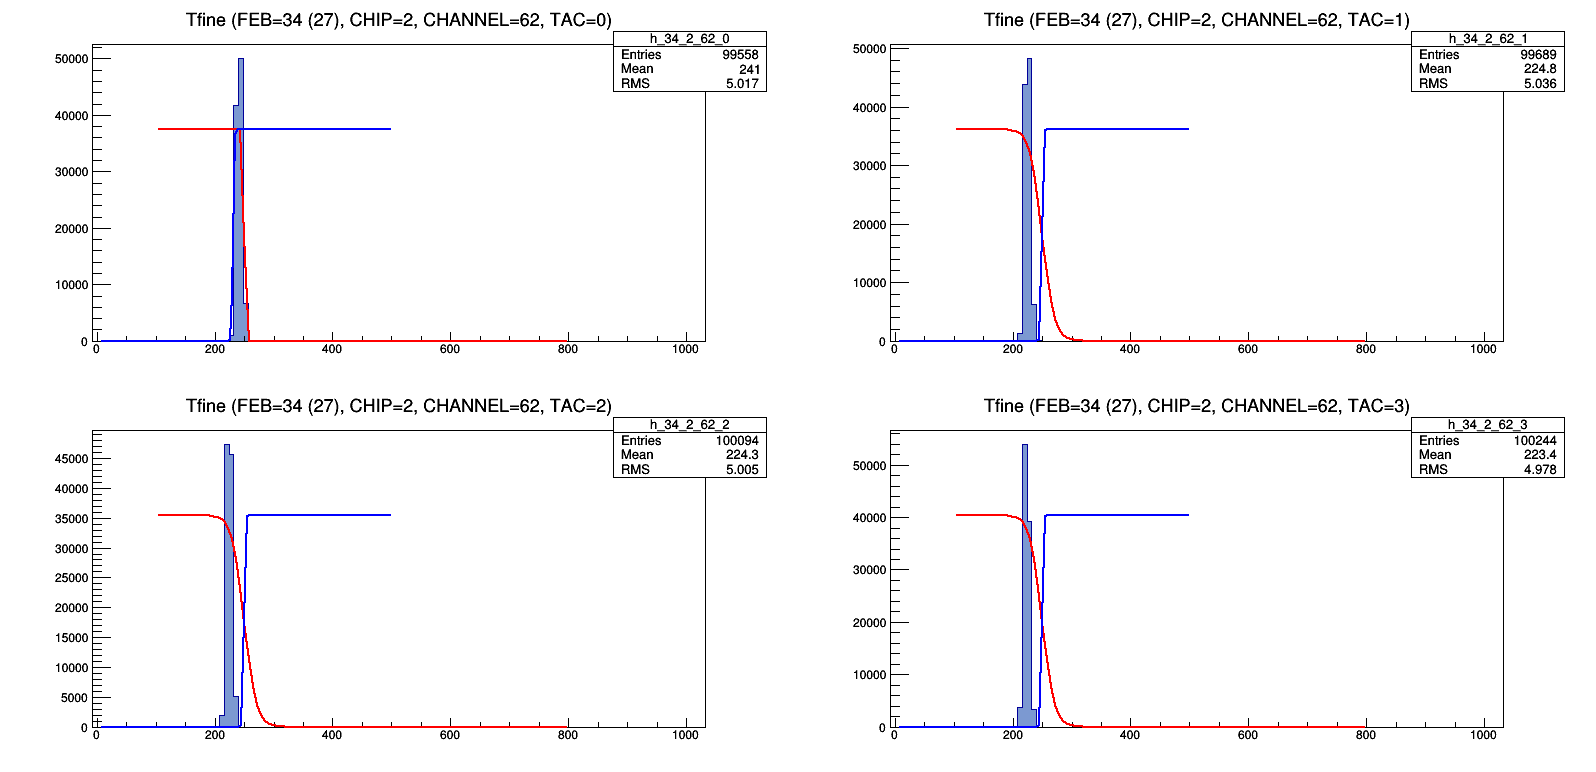 Tfine (FEB=34 (27), CHIP=2, CHANNEL=62, TAC=0)
h_34_2_62_0
Entries 99558
Mean 241
RMS 5.017
50000
40000
30000
20000
10000
0
0 200 400 600 800 1000
Tfine (FEB=34 (27), CHIP=2, CHANNEL=62, TAC=1)
h_34_2_62_1
Entries 99689
Mean 224.8
RMS 5.036
50000
40000
30000
20000
10000
0
0 200 400 600 800 1000
Tfine (FEB=34 (27), CHIP=2, CHANNEL=62, TAC=2)
h_34_2_62_2
Entries 100094
Mean 224.3
RMS 5.005
45000
40000
35000
30000
25000
20000
15000
10000
5000
0
0 200 400 600 800 1000
Tfine (FEB=34 (27), CHIP=2, CHANNEL=62, TAC=3)
h_34_2_62_3
Entries 100244
Mean 223.4
RMS 4.978
50000
40000
30000
20000
10000
0
0 200 400 600 800 1000